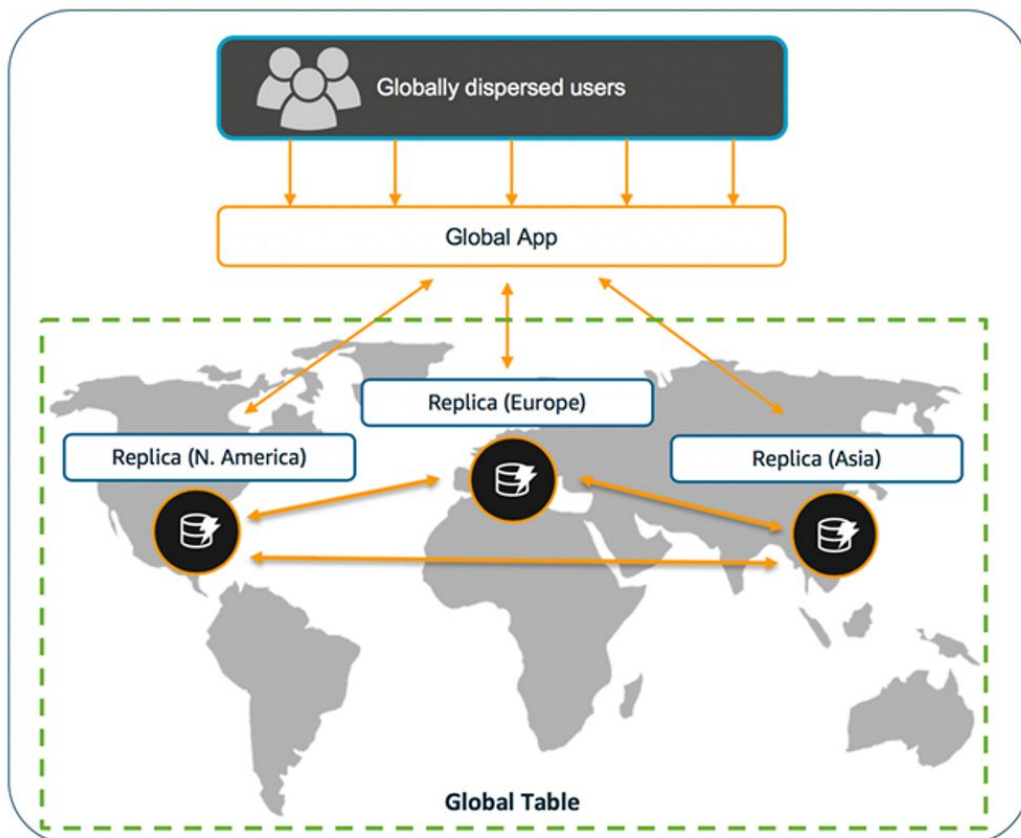 Globally dispersed users
Global App
Replica (Europe)
Replica (N. America)
Replica (Asia)
Global Table